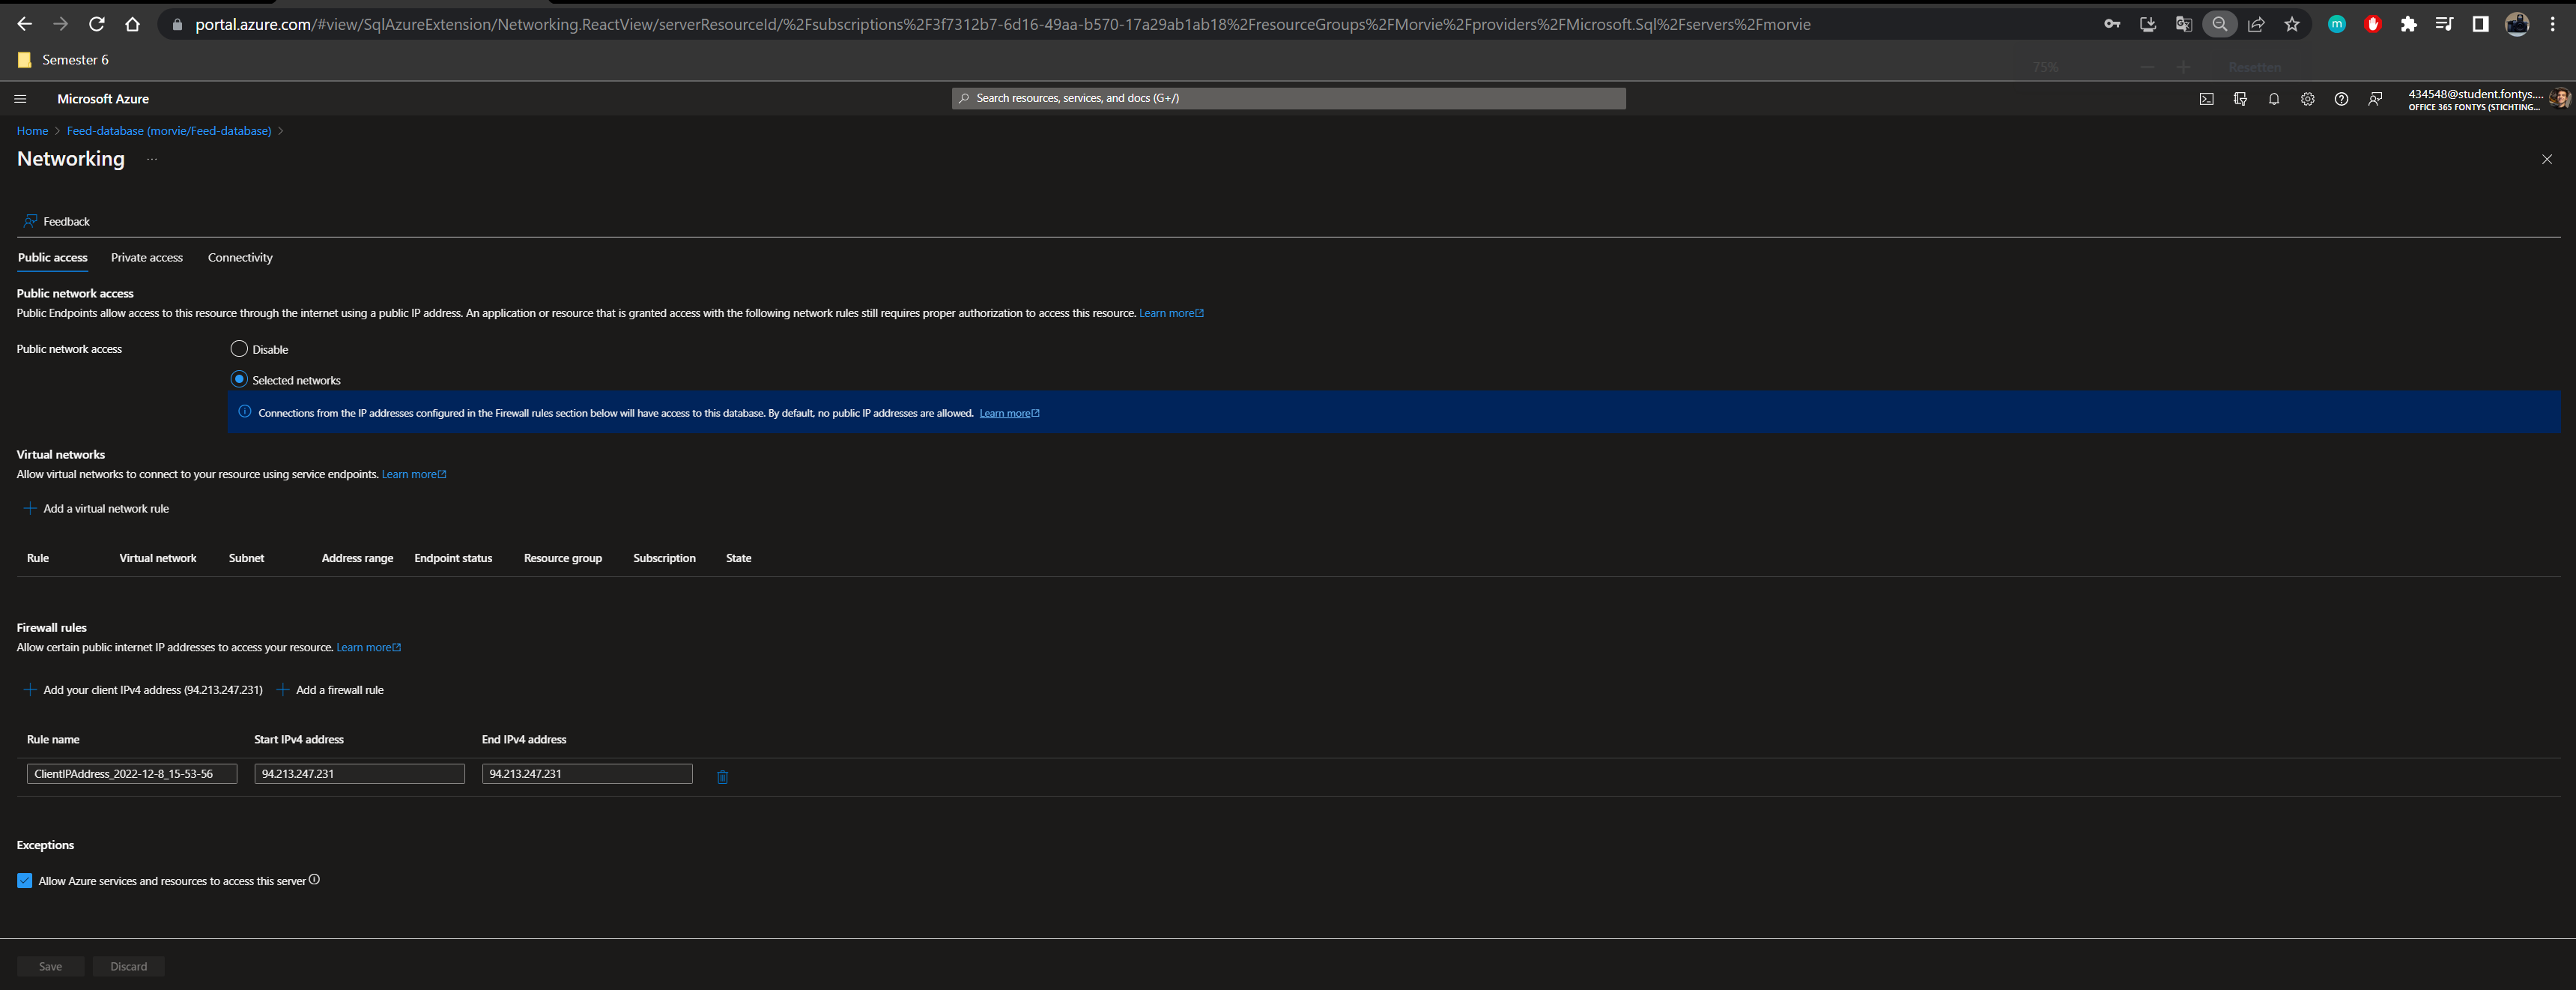 portal.azure.com/#view/SqlAzureExtension/Networking.ReactView/serverResourceId/%2Fsubscriptions%2F3f7312b7-6d16-49aa-b570-17a29ab1ab18%2FresourceGroups%2FMorvie%2Fproviders%2FMicrosoft.Sql%2Fservers%2Fmorvie
m
Semester 6
75%
Resetten
Microsoft Azure
Search resources, services, and docs (G+/)
434548@student.fontys....
OFFICE 365 FONTYS (STICHTING...
Home > Feed-database (morvie/Feed-database) >
Networking ...
Feedback
Public access Private access Connectivity
Public network access
Public Endpoints allow access to this resource through the internet using a public IP address. An application or resource that is granted access with the following network rules still requires proper authorization to access this resource. Learn more
Public network access
Disable
Selected networks
Connections from the IP addresses configured in the Firewall rules section below will have access to this database. By default, no public IP addresses are allowed. Learn more
Virtual networks
Allow virtual networks to connect to your resource using service endpoints. Learn more
+ Add a virtual network rule
Rule Virtual network Subnet Address range Endpoint status Resource group Subscription State
Firewall rules
Allow certain public internet IP addresses to access your resource. Learn more
+ Add your client IPv4 address (94.213.247.231) + Add a firewall rule
Rule name Start IPv4 address End IPv4 address
ClientIPAddress_2022-12-8_15-53-56 94.213.247.231 94.213.247.231
Exceptions
Allow Azure services and resources to access this server
Save Discard